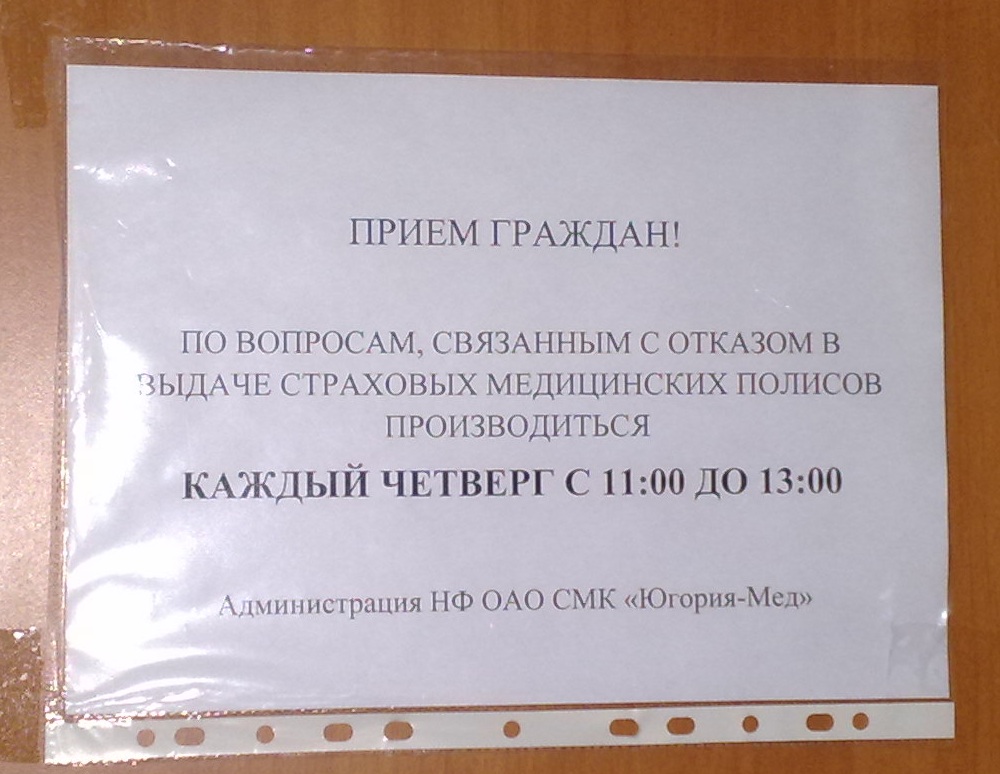 ПРИЕМ ГРАЖДАН!
ПО ВОПРОСАМ, СВЯЗАННЫМ С ОТКАЗОМ В
ВЫДАЧЕ СТРАХОВЫХ МЕДИЦИНСКИХ ПОЛИСОВ
ПРОИЗВОДИТЬСЯ
КАЖДЫЙ ЧЕТВЕРГ С 11:00 ДО 13:00
Администрация НФ ОАО СМК «Югория-Мед»